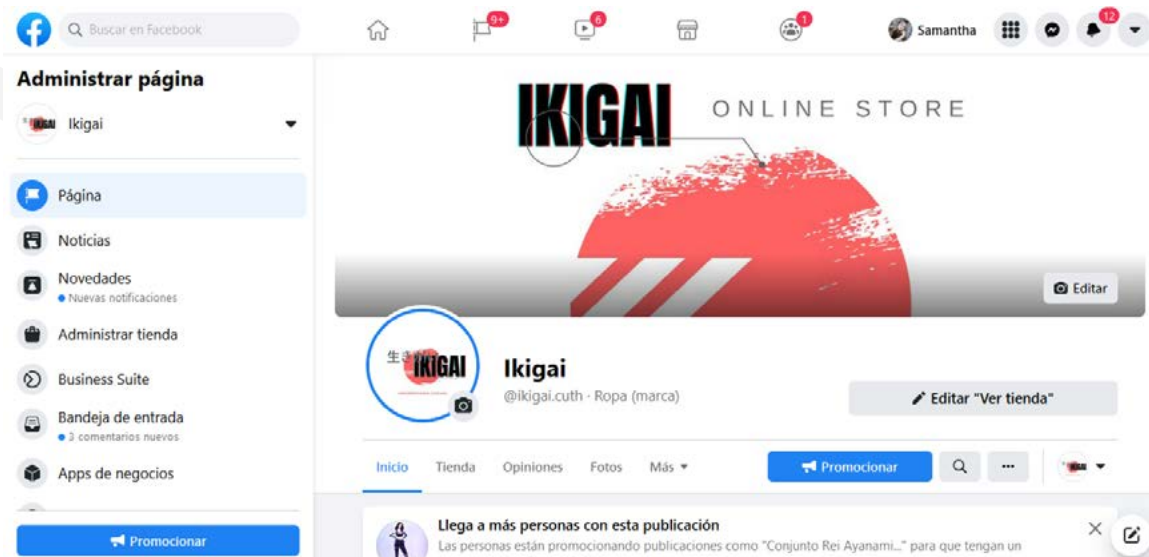 Buscar en Facebook
9+
6
1
Samantha
12
Administrar página
Ikigai
Página
Noticias
Novedades
Nuevas notificaciones
Administrar tienda
Business Suite
Bandeja de entrada
3 comentarios nuevos
Apps de negocios
Promocionar
IKIGAI ONLINE STORE
Editar
IKIGAI
Ikigai
@ikigai.cuth · Ropa (marca)
Editar "Ver tienda"
Inicio Tienda Opiniones Fotos Más
Promocionar
Llega a más personas con esta publicación
Las personas están promocionando publicaciones como "Conjunto Rei Ayanami..." para que tengan un